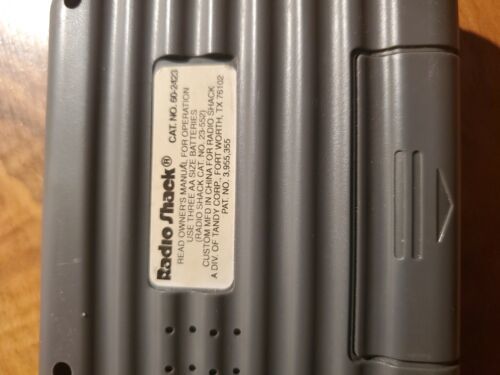 Radio Shack® CAT. NO. 60-2423
READ OWNER'S MANUAL FOR OPERATION
USE THREE AA SIZE BATTERIES
(RADIO SHACK CAT. NO. 23-552)
CUSTOM MFD IN CHINA FOR RADIO SHACK
A DIV. OF TANDY CORP., FORT WORTH, TX 76102
PAT. NO. 3,955,355